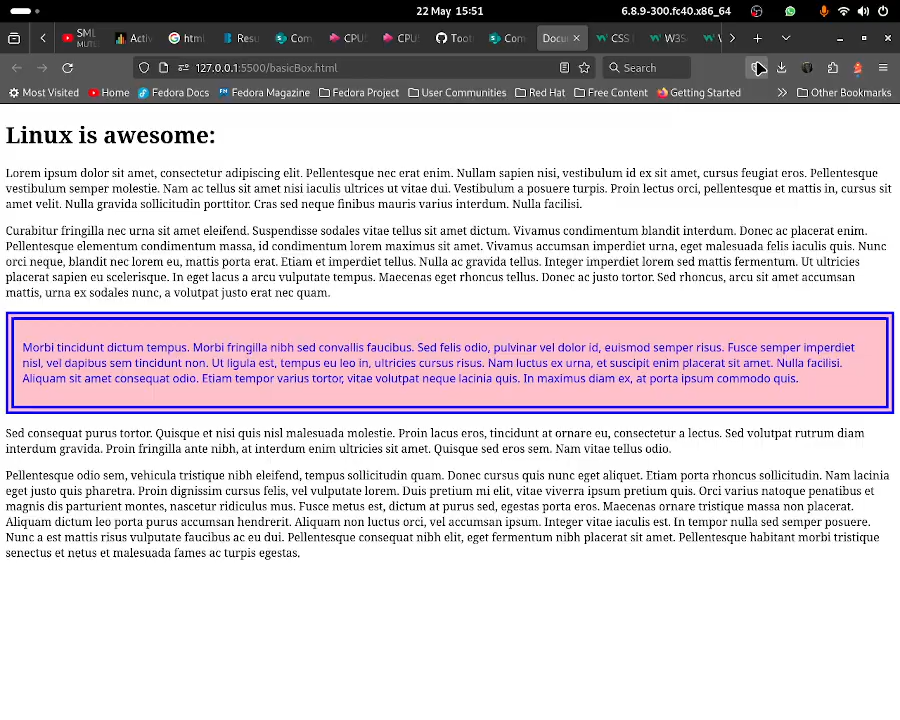 22 May 15:51
6.8.9-300.fc40.x86_64
SML
MUTED
Activ
html
Resu
Com
CPU
CPU
Toot
Com
Docu
CSS
W3S
127.0.0.1:5500/basicBox.html
Search
Most Visited
Home
Fedora Docs
Fedora Magazine
Fedora Project
User Communities
Red Hat
Free Content
Getting Started
Other Bookmarks
Linux is awesome:
Lorem ipsum dolor sit amet, consectetur adipiscing elit. Pellentesque nec erat enim. Nullam sapien nisi, vestibulum id ex sit amet, cursus feugiat eros. Pellentesque
vestibulum semper molestie. Nam ac tellus sit amet nisi iaculis ultrices ut vitae dui. Vestibulum a posuere turpis. Proin lectus orci, pellentesque et mattis in, cursus sit
amet velit. Nulla gravida sollicitudin porttitor. Cras sed neque finibus mauris varius interdum. Nulla facilisi.
Curabitur fringilla nec urna sit amet eleifend. Suspendisse sodales vitae tellus sit amet dictum. Vivamus condimentum blandit interdum. Donec ac placerat enim.
Pellentesque elementum condimentum massa, id condimentum lorem maximus sit amet. Vivamus accumsan imperdiet urna, eget malesuada felis iaculis quis. Nunc
orci neque, blandit nec lorem eu, mattis porta erat. Etiam et imperdiet tellus. Nulla ac gravida tellus. Integer imperdiet lorem sed mattis fermentum. Ut ultricies
placerat sapien eu scelerisque. In eget lacus a arcu vulputate tempus. Maecenas eget rhoncus tellus. Donec ac justo tortor. Sed rhoncus, arcu sit amet accumsan
mattis, urna ex sodales nunc, a volutpat justo erat nec quam.
Morbi tincidunt dictum tempus. Morbi fringilla nibh sed convallis faucibus. Sed felis odio, pulvinar vel dolor id, euismod semper risus. Fusce semper imperdiet
nisl, vel dapibus sem tincidunt non. Ut ligula est, tempus eu leo in, ultricies cursus risus. Nam luctus ex urna, et suscipit enim placerat sit amet. Nulla facilisi.
Aliquam sit amet consequat odio. Etiam tempor varius tortor, vitae volutpat neque lacinia quis. In maximus diam ex, at porta ipsum commodo quis.
Sed consequat purus tortor. Quisque et nisi quis nisl malesuada molestie. Proin lacus eros, tincidunt at ornare eu, consectetur a lectus. Sed volutpat rutrum diam
interdum gravida. Proin fringilla ante nibh, at interdum enim ultricies sit amet. Quisque sed eros sem. Nam vitae tellus odio.
Pellentesque odio sem, vehicula tristique nibh eleifend, tempus sollicitudin quam. Donec cursus quis nunc eget aliquet. Etiam porta rhoncus sollicitudin. Nam lacinia
eget justo quis pharetra. Proin dignissim cursus felis, vel vulputate lorem. Duis pretium mi elit, vitae viverra ipsum pretium quis. Orci varius natoque penatibus et
magnis dis parturient montes, nascetur ridiculus mus. Fusce metus est, dictum at purus sed, egestas porta eros. Maecenas ornare tristique massa non placerat.
Aliquam dictum leo porta purus accumsan hendrerit. Aliquam non luctus orci, vel accumsan ipsum. Integer vitae iaculis est. In tempor nulla sed semper posuere.
Nunc a est mattis risus vulputate faucibus ac eu dui. Pellentesque consequat nibh elit, eget fermentum nibh placerat sit amet. Pellentesque habitant morbi tristique
senectus et netus et malesuada fames ac turpis egestas.